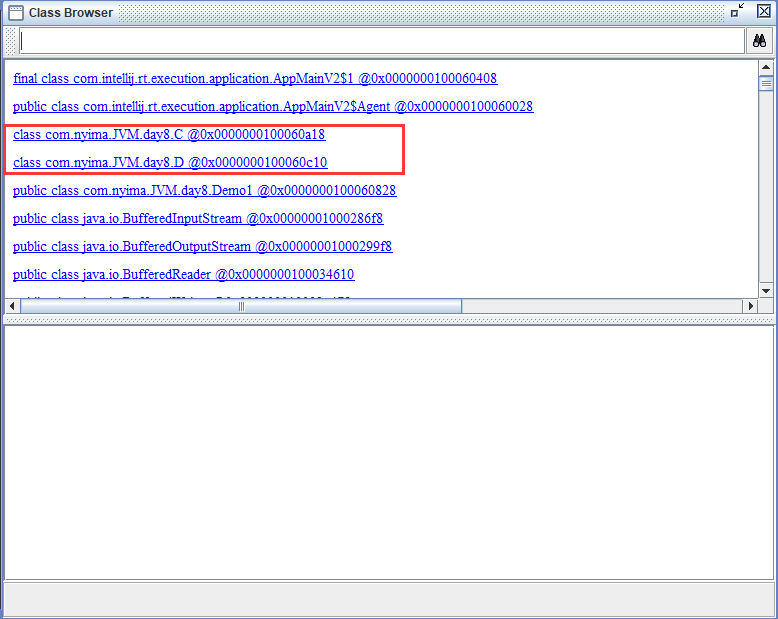 Class Browser
final class com.intellij.rt.execution.application.AppMainV2$1 @0x0000000100060408
public class com.intellij.rt.execution.application.AppMainV2$Agent @0x0000000100060028
class com.nyima.JVM.day8.C @0x0000000100060a18
class com.nyima.JVM.day8.D @0x0000000100060c10
public class com.nyima.JVM.day8.Demo1 @0x0000000100060828
public class java.io.BufferedInputStream @0x00000001000286f8
public class java.io.BufferedOutputStream @0x00000001000299f8
public class java.io.BufferedReader @0x0000000100034610